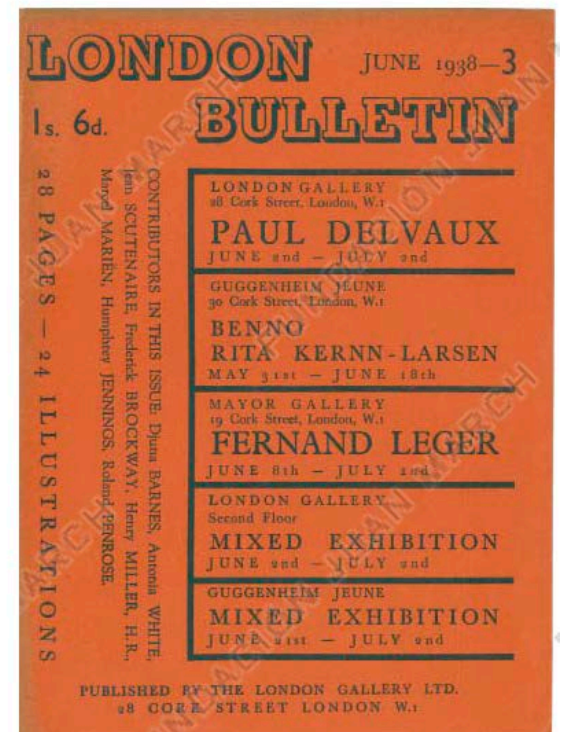 LONDON
BULLETIN
JUNE 1938—3
1s. 6d.
28 PAGES — 24 ILLUSTRATIONS
CONTRIBUTORS IN THIS ISSUE: Djuna BARNES, Antonia WHITE,
Jean SCUTENAIRE, Frederick BROCKWAY, Henry MILLER, H.R.,
Marcel MARIËN, Humphrey JENNINGS, Roland PENROSE.
LONDON GALLERY
28 Cork Street, London, W.1
PAUL DELVAUX
JUNE 2nd — JULY 2nd
GUGGENHEIM JEUNE
30 Cork Street, London, W.1
BENNO
RITA KERNN-LARSEN
MAY 31st — JUNE 18th
MAYOR GALLERY
19 Cork Street, London, W.1
FERNAND LEGER
JUNE 8th — JULY 2nd
LONDON GALLERY
Second Floor
MIXED EXHIBITION
JUNE 2nd — JULY 2nd
GUGGENHEIM JEUNE
MIXED EXHIBITION
JUNE 21st — JULY 2nd
PUBLISHED BY THE LONDON GALLERY LTD.
28 CORK STREET LONDON W.1
FUNDACIÓN JUAN MARCH